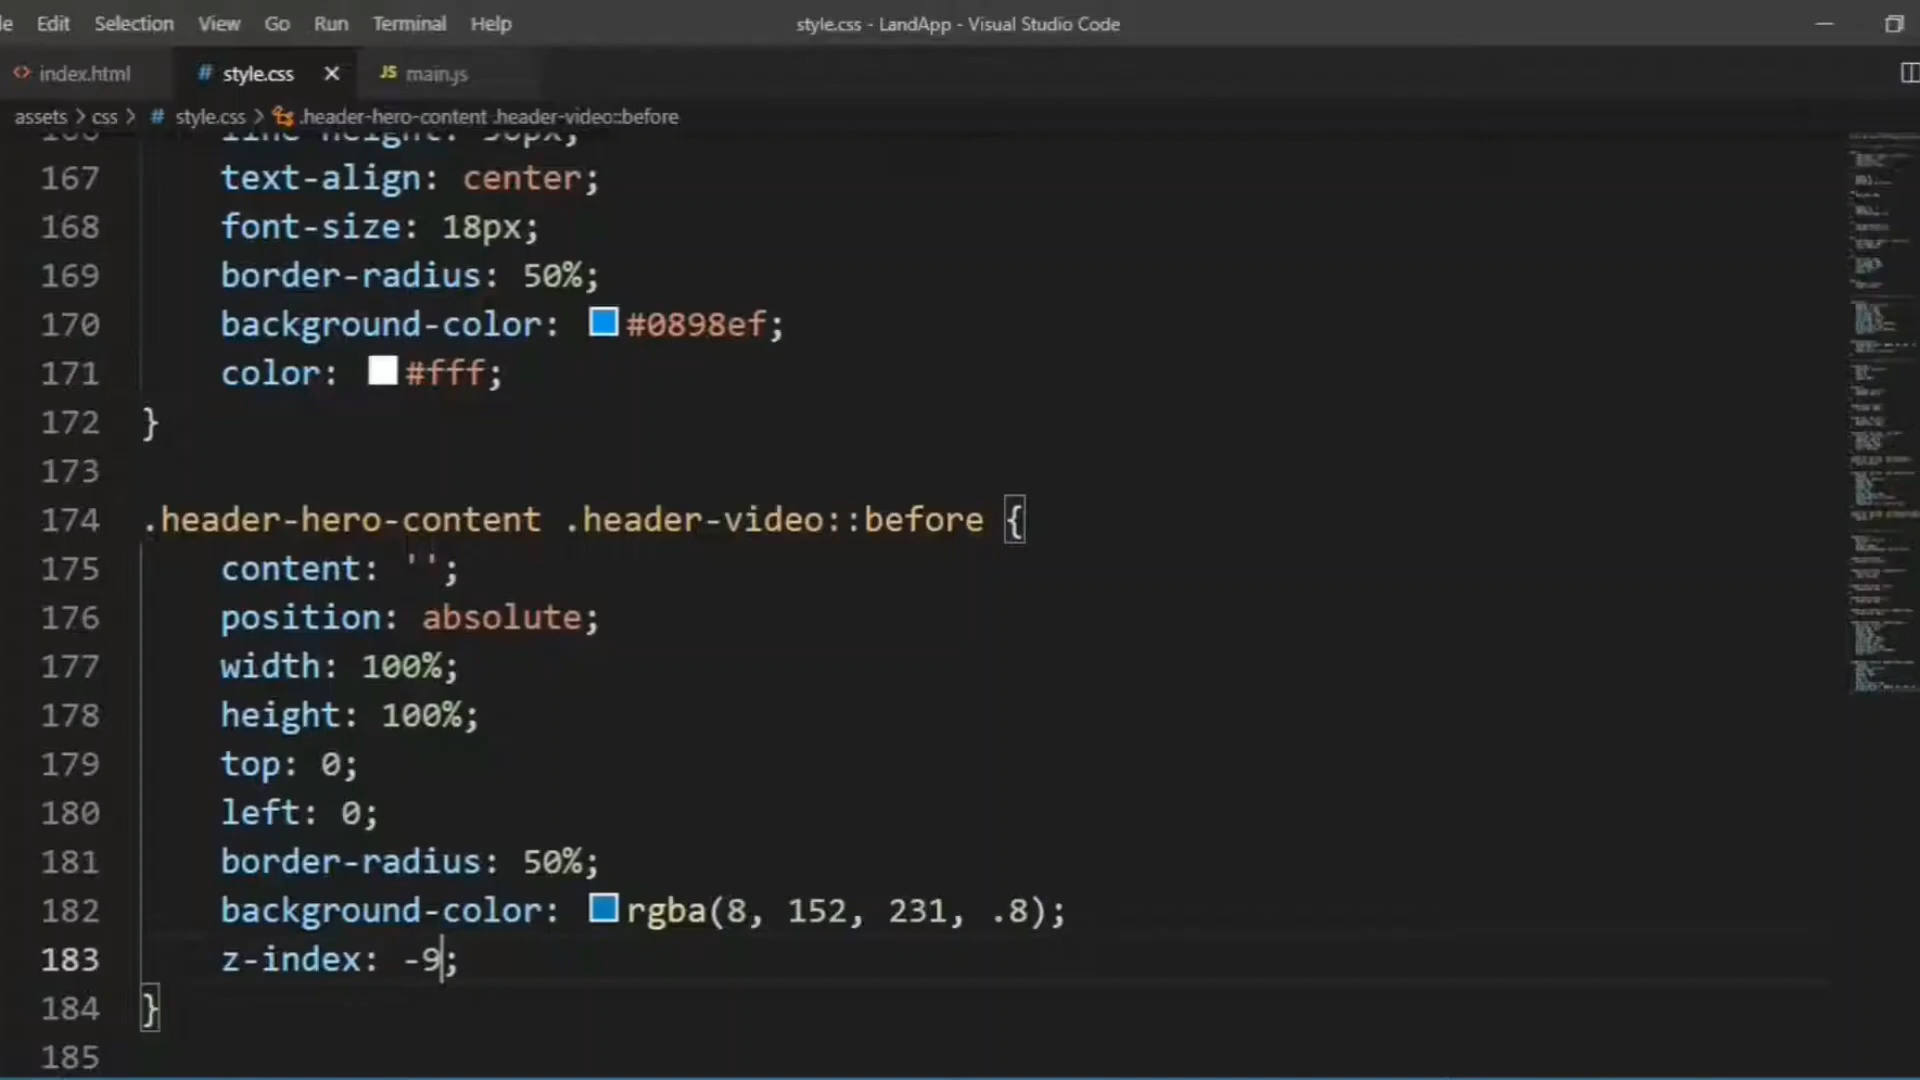 Edit Selection View Go Run Terminal Help style.css - LandApp - Visual Studio Code
index.html # style.css JS main.js
assets > css > # style.css > .header-hero-content .header-video::before
167 text-align: center;
168 font-size: 18px;
169 border-radius: 50%;
170 background-color: #0898ef;
171 color: #fff;
172 }
173
174 .header-hero-content .header-video::before {
175 content: '';
176 position: absolute;
177 width: 100%;
178 height: 100%;
179 top: 0;
180 left: 0;
181 border-radius: 50%;
182 background-color: rgba(8, 152, 231, .8);
183 z-index: -9;
184 }
185